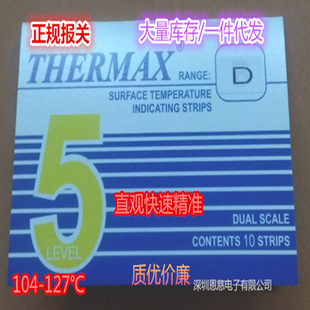 正规报关
大量库存/一件代发
THERMAX
RANGE:
D
SURFACE TEMPERATURE
INDICATING STRIPS
5
LEVEL
直观快速精准
DUAL SCALE
CONTENTS 10 STRIPS
104-127℃
质优价廉
深圳恩慈电子有限公司